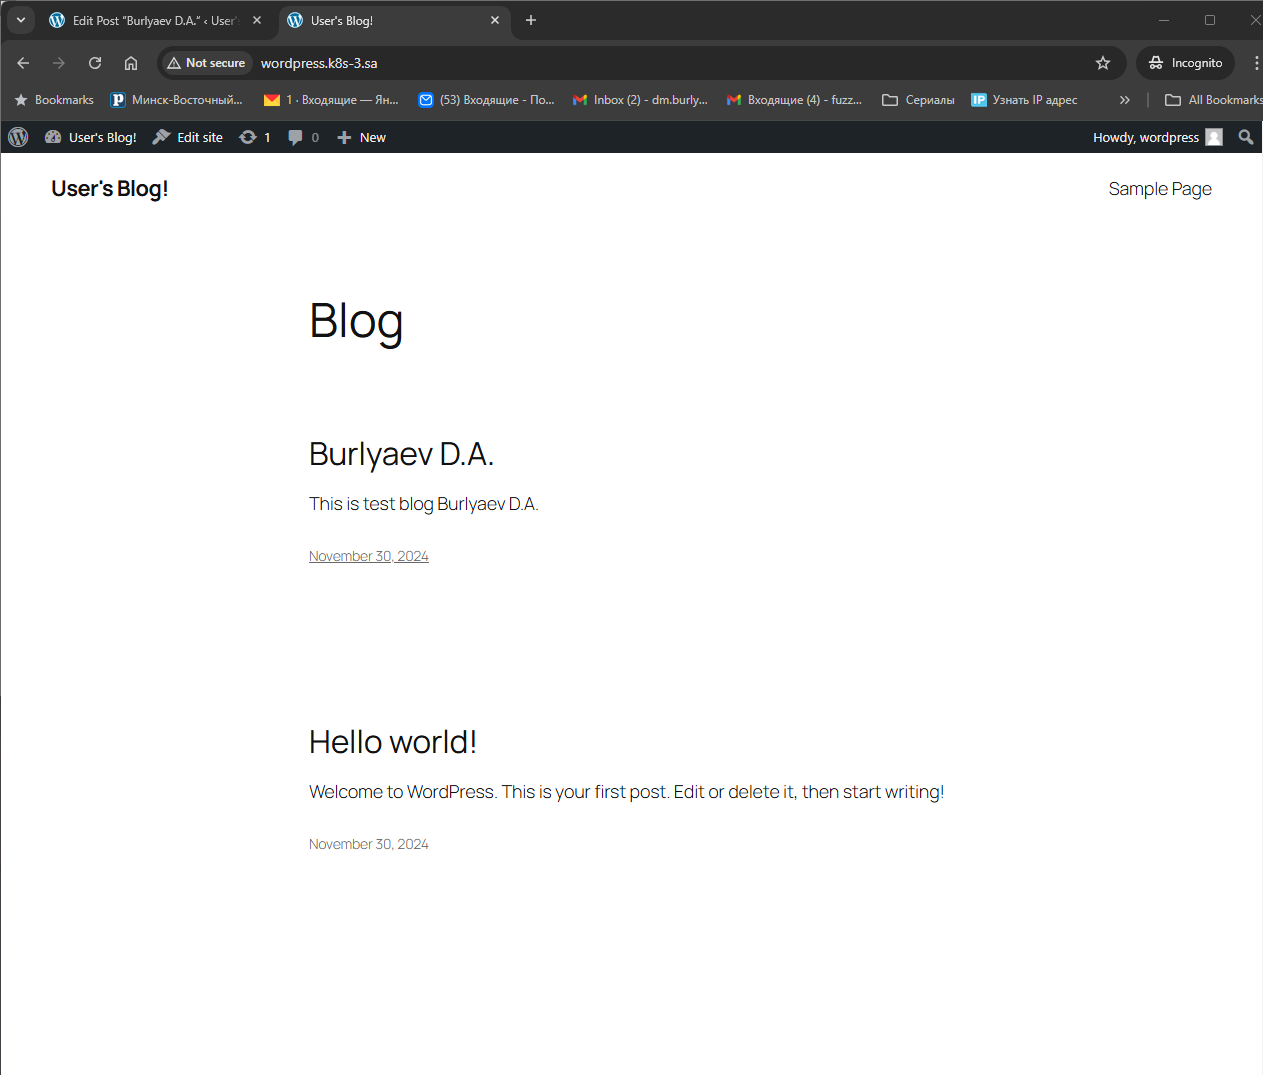 Edit Post “Burlyaev D.A.” ‹ User'
User's Blog!
Not secure
wordpress.k8s-3.sa
Incognito
Bookmarks
Минск-Восточный...
1 · Входящие — Ян...
(53) Входящие - По...
Inbox (2) - dm.burly...
Входящие (4) - fuzz...
Сериалы
IP
Узнать IP адрес
All Bookmarks
User's Blog!
Edit site
1
0
New
Howdy, wordpress
User's Blog!
Sample Page
Blog
Burlyaev D.A.
This is test blog Burlyaev D.A.
November 30, 2024
Hello world!
Welcome to WordPress. This is your first post. Edit or delete it, then start writing!
November 30, 2024